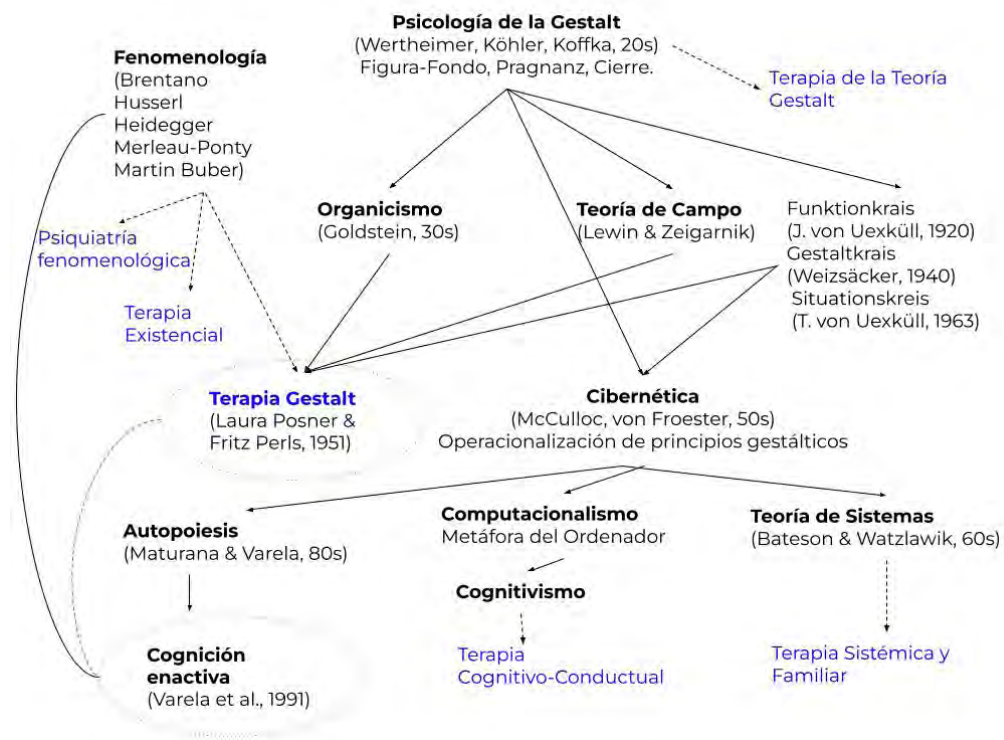 Psicología de la Gestalt
(Wertheimer, Köhler, Koffka, 20s)
Figura-Fondo, Pragnanz, Cierre.
Fenomenología
(Brentano
Husserl
Heidegger
Merleau-Ponty
Martin Buber)
Terapia de la Teoría
Gestalt
Organicismo
(Goldstein, 30s)
Teoría de Campo
(Lewin & Zeigarnik)
Funktionkrais
(J. von Uexküll, 1920)
Gestaltkrais
(Weizsäcker, 1940)
Situationskreis
(T. von Uexküll, 1963)
Psiquiatría
fenomenológica
Terapia
Existencial
Terapia Gestalt
(Laura Posner &
Fritz Perls, 1951)
Cibernética
(McCulloc, von Froester, 50s)
Operacionalización de principios gestálticos
Autopoiesis
(Maturana & Varela, 80s)
Computacionalismo
Metáfora del Ordenador
Teoría de Sistemas
(Bateson & Watzlawik, 60s)
Cognitivismo
Cognición
enactiva
(Varela et al., 1991)
Terapia
Cognitivo-Conductual
Terapia Sistémica y
Familiar